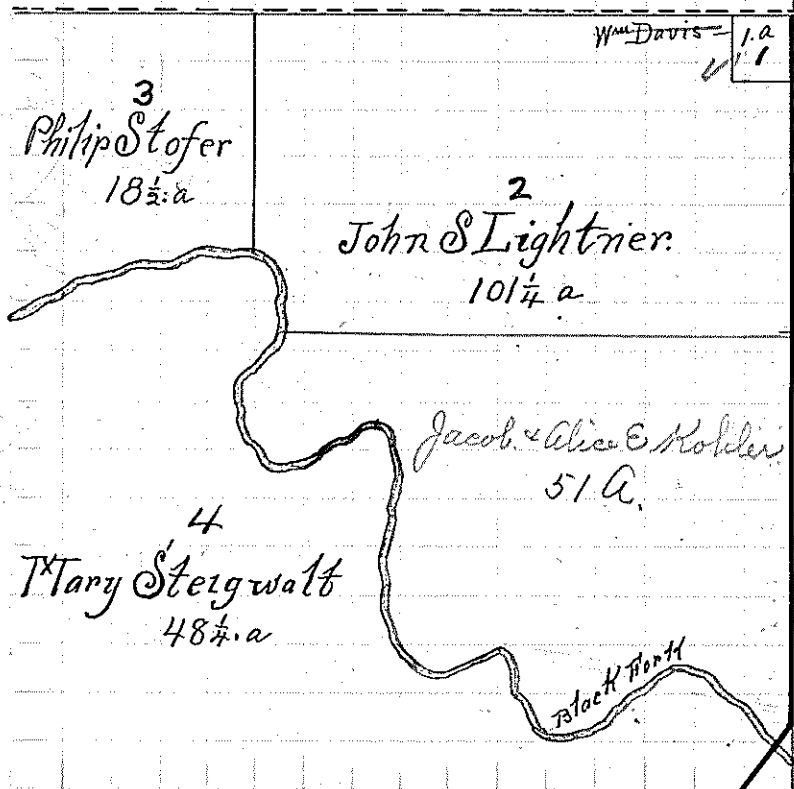 Wm Davis 1.a
1
3
Philip Stofer
18½.a
2
John S Lightner.
101¼ a
Jacob. & Alice E Kohler.
51 A.
4
Mary Steigwalt
48¼.a
Black Fork